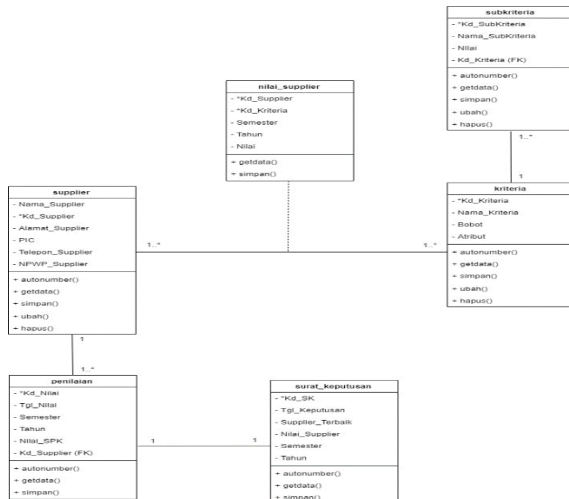 subkriteria
- *Kd_SubKriteria
- Nama_SubKriteria
- Nilai
- Kd_Kriteria (FK)
+ autonumber()
+ getdata()
+ simpan()
+ ubah()
+ hapus()
nilai_supplier
- *Kd_Supplier
- *Kd_Kriteria
- Semester
- Tahun
- Nilai
+ getdata()
+ simpan()
1..*
1
supplier
- Nama_Supplier
- *Kd_Supplier
- Alamat_Supplier
- PIC
- Telepon_Supplier
- NPWP_Supplier
+ autonumber()
+ getdata()
+ simpan()
+ ubah()
+ hapus()
1..*
1..*
kriteria
- *Kd_Kriteria
- Nama_Kriteria
- Bobot
- Atribut
+ autonumber()
+ getdata()
+ simpan()
+ ubah()
+ hapus()
1
1..*
penilaian
- *Kd_Nilai
- Tgl_Nilai
- Semester
- Tahun
- Nilai_SPK
- Kd_Supplier (FK)
+ autonumber()
+ getdata()
+ simpan()
1
1
surat_keputusan
- *Kd_SK
- Tgl_Keputusan
- Supplier_Terbaik
- Nilai_Supplier
- Semester
- Tahun
+ autonumber()
+ getdata()
+ simpan()